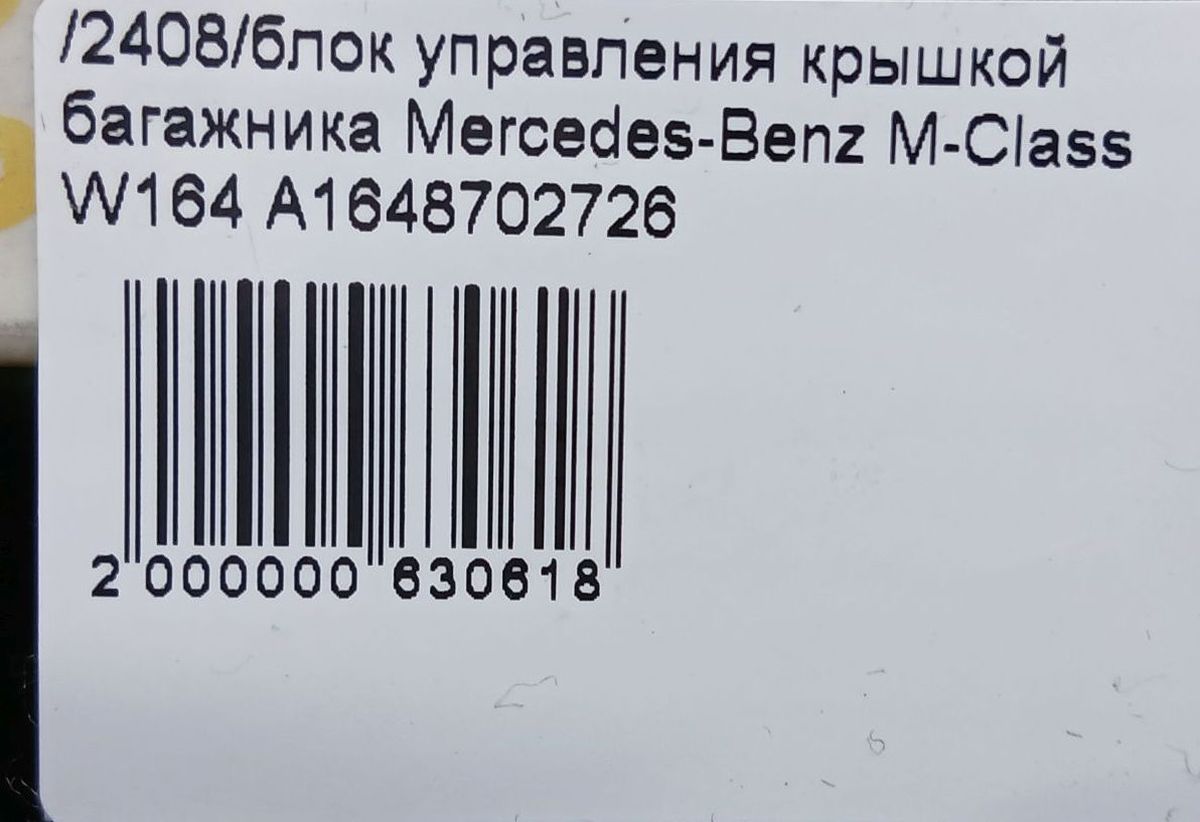 /2408/блок управления крышкой
багажника Mercedes-Benz M-Class
W164 A1648702726
2 000000 630618